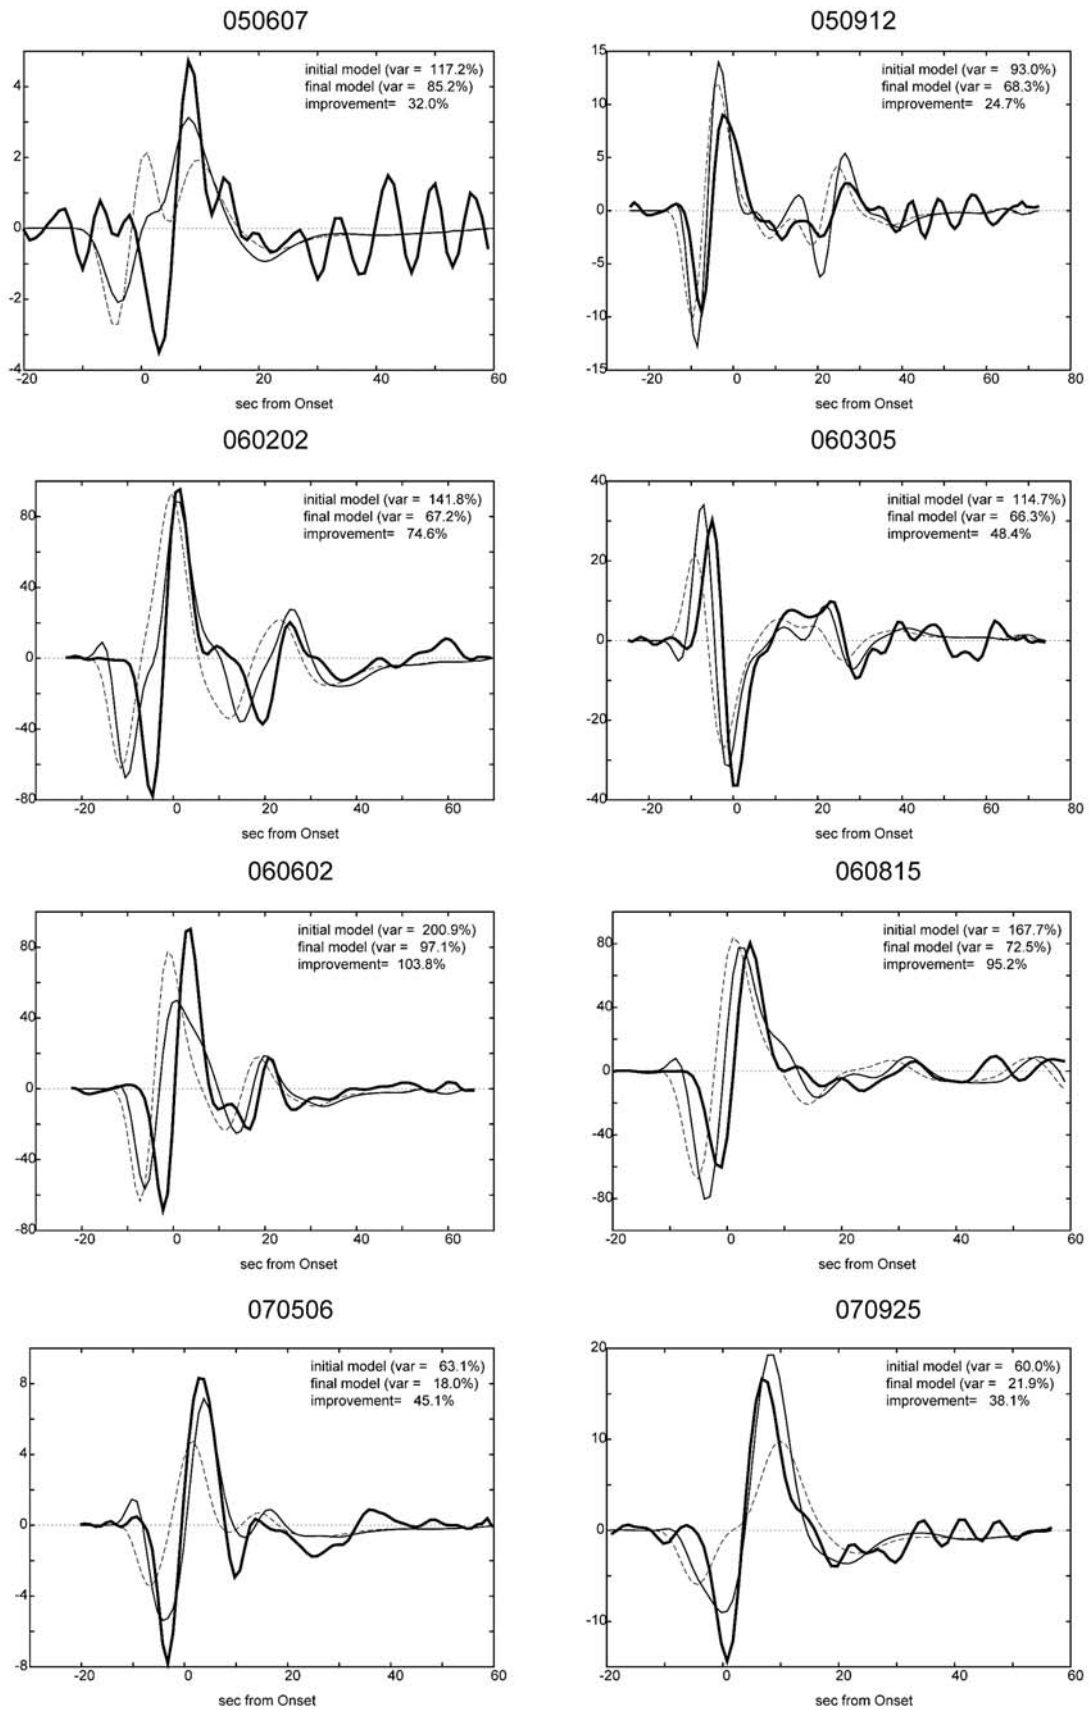 050607
4
2
0
-2
-4
initial model (var = 117.2%)
final model (var = 85.2%)
improvement= 32.0%
-20 0 20 40 60
sec from Onset
050912
15
10
5
0
-5
-10
-15
initial model (var = 93.0%)
final model (var = 68.3%)
improvement= 24.7%
-20 0 20 40 60 80
sec from Onset
060202
80
40
0
-40
-80
initial model (var = 141.8%)
final model (var = 67.2%)
improvement= 74.6%
-20 0 20 40 60
sec from Onset
060305
40
20
0
-20
-40
initial model (var = 114.7%)
final model (var = 66.3%)
improvement= 48.4%
-20 0 20 40 60 80
sec from Onset
060602
80
40
0
-40
-80
initial model (var = 200.9%)
final model (var = 97.1%)
improvement= 103.8%
-20 0 20 40 60
sec from Onset
060815
80
40
0
-40
-80
initial model (var = 167.7%)
final model (var = 72.5%)
improvement= 95.2%
-20 0 20 40 60
sec from Onset
070506
8
4
0
-4
-8
initial model (var = 63.1%)
final model (var = 18.0%)
improvement= 45.1%
-20 0 20 40 60
sec from Onset
070925
20
10
0
-10
initial model (var = 60.0%)
final model (var = 21.9%)
improvement= 38.1%
-20 0 20 40 60
sec from Onset